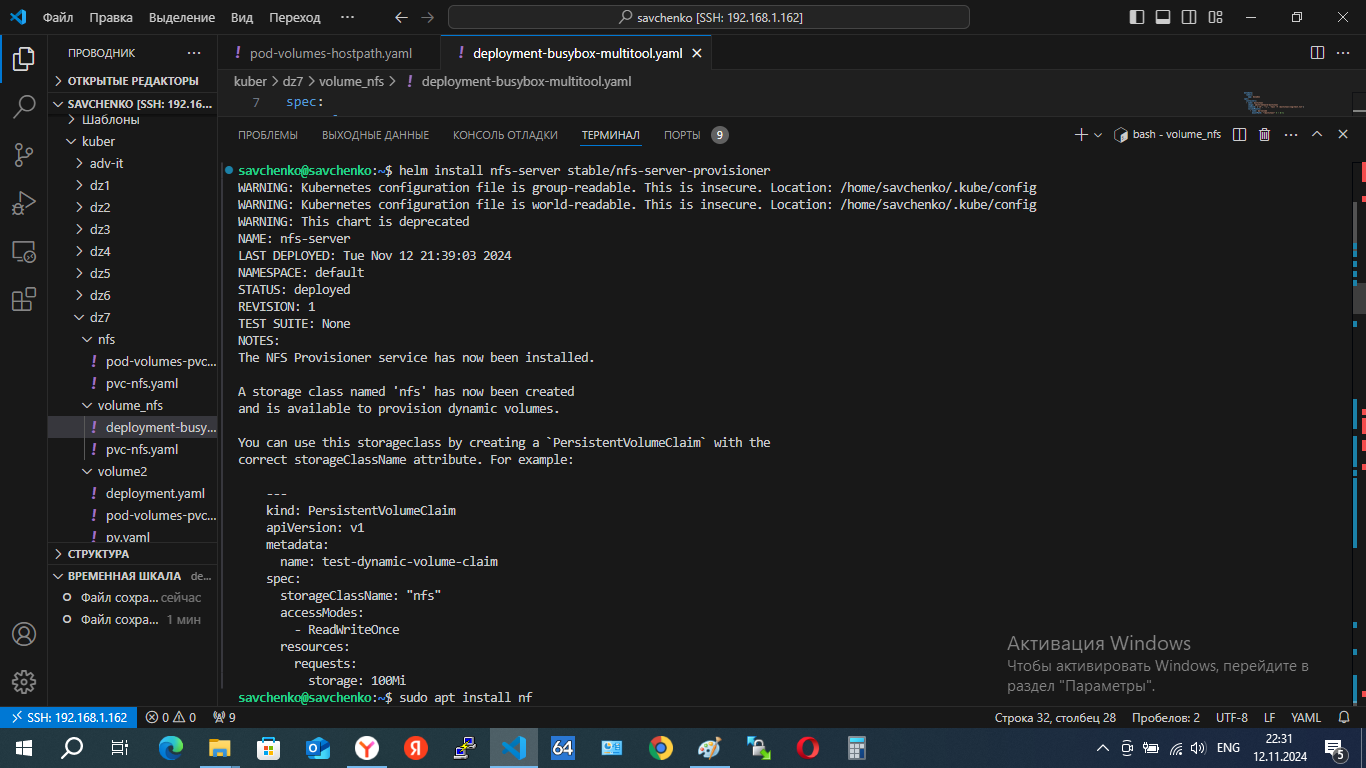 Файл Правка Выделение Вид Переход ··· savchenko [SSH: 192.168.1.162]
ПРОВОДНИК ···
ОТКРЫТЫЕ РЕДАКТОРЫ
SAVCHENKO [SSH: 192.16...
Шаблоны
kuber
adv-it
dz1
dz2
dz3
dz4
dz5
dz6
dz7
nfs
pod-volumes-pvc...
pvc-nfs.yaml
volume_nfs
deployment-busy...
pvc-nfs.yaml
volume2
deployment.yaml
pod-volumes-pvc...
pv.yaml
СТРУКТУРА
ВРЕМЕННАЯ ШКАЛА de...
Файл сохра... сейчас
Файл сохра... 1 мин
pod-volumes-hostpath.yaml deployment-busybox-multitool.yaml
kuber > dz7 > volume_nfs > ! deployment-busybox-multitool.yaml
7 spec:
ПРОБЛЕМЫ ВЫХОДНЫЕ ДАННЫЕ КОНСОЛЬ ОТЛАДКИ ТЕРМИНАЛ ПОРТЫ 9 bash - volume_nfs
savchenko@savchenko:~$ helm install nfs-server stable/nfs-server-provisioner
WARNING: Kubernetes configuration file is group-readable. This is insecure. Location: /home/savchenko/.kube/config
WARNING: Kubernetes configuration file is world-readable. This is insecure. Location: /home/savchenko/.kube/config
WARNING: This chart is deprecated
NAME: nfs-server
LAST DEPLOYED: Tue Nov 12 21:39:03 2024
NAMESPACE: default
STATUS: deployed
REVISION: 1
TEST SUITE: None
NOTES:
The NFS Provisioner service has now been installed.
A storage class named 'nfs' has now been created
and is available to provision dynamic volumes.
You can use this storageclass by creating a `PersistentVolumeClaim` with the
correct storageClassName attribute. For example:
---
kind: PersistentVolumeClaim
apiVersion: v1
metadata:
name: test-dynamic-volume-claim
spec:
storageClassName: "nfs"
accessModes:
- ReadWriteOnce
resources:
requests:
storage: 100Mi
savchenko@savchenko:~$ sudo apt install nf
Активация Windows
Чтобы активировать Windows, перейдите в
раздел "Параметры".
SSH: 192.168.1.162 0 0 9 Строка 32, столбец 28 Пробелов: 2 UTF-8 LF YAML
64 ENG 22:31
12.11.2024 5